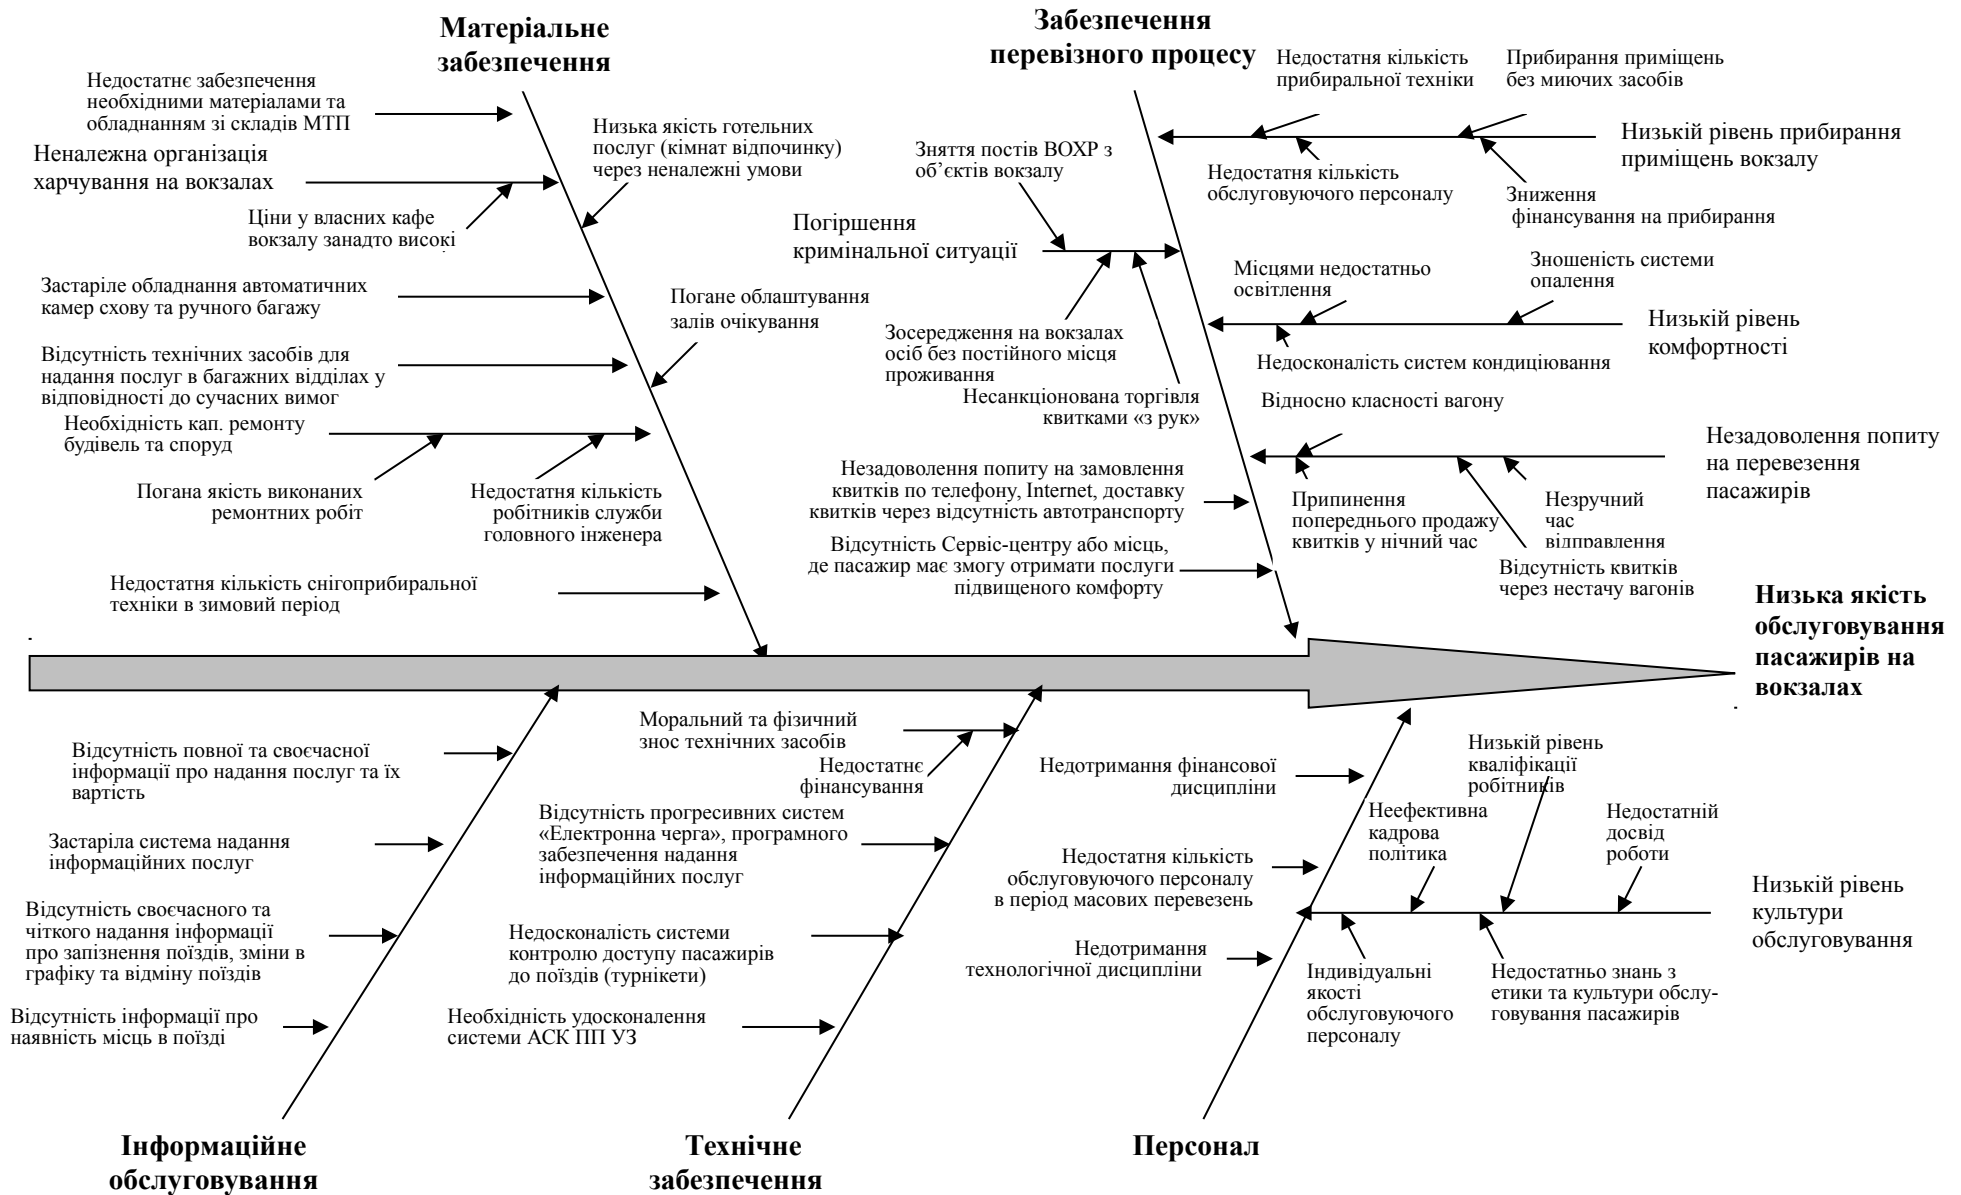 Матеріальне
забезпечення
Забезпечення
перевізного процесу
Недостатнє забезпечення
необхідними матеріалами та
обладнанням зі складів МТП
Неналежна організація
харчування на вокзалах
Ціни у власних кафе
вокзалу занадто високі
Низька якість готельних
послуг (кімнат відпочинку)
через неналежні умови
Застаріле обладнання автоматичних
камер схову та ручного багажу
Погане облаштування
залів очікування
Відсутність технічних засобів для
надання послуг в багажних відділах у
відповідності до сучасних вимог
Необхідність кап. ремонту
будівель та споруд
Погана якість виконаних
ремонтних робіт
Недостатня кількість
робітників служби
головного інженера
Недостатня кількість снігоприбиральної
техніки в зимовий період
Недостатня кількість
прибиральної техніки
Прибирання приміщень
без миючих засобів
Низькій рівень прибирання
приміщень вокзалу
Недостатня кількість
обслуговуючого персоналу
Зниження
фінансування на прибирання
Зняття постів ВОХР з
об’єктів вокзалу
Погіршення
кримінальної ситуації
Зосередження на вокзалах
осіб без постійного місця
проживання
Несанкціонована торгівля
квитками «з рук»
Місцями недостатньо
освітлення
Зношеність системи
опалення
Низькій рівень
комфортності
Недосконалість систем кондиціювання
Відносно класності вагону
Незадоволення попиту
на перевезення
пасажирів
Припинення
попереднього продажу
квитків у нічний час
Незручний
час
відправлення
Відсутність квитків
через нестачу вагонів
Незадоволення попиту на замовлення
квитків по телефону, Internet, доставку
квитків через відсутність автотранспорту
Відсутність Сервіс-центру або місць,
де пасажир має змогу отримати послуги
підвищеного комфорту
Низька якість
обслуговування
пасажирів на
вокзалах
Відсутність повної та своєчасної
інформації про надання послуг та їх
вартість
Застаріла система надання
інформаційних послуг
Відсутність своєчасного та
чіткого надання інформації
про запізнення поїздів, зміни в
графіку та відміну поїздів
Відсутність інформації про
наявність місць в поїзді
Моральний та фізичний
знос технічних засобів
Недостатнє
фінансування
Відсутність прогресивних систем
«Електронна черга», програмного
забезпечення надання
інформаційних послуг
Недосконалість системи
контролю доступу пасажирів
до поїздів (турнікети)
Необхідність удосконалення
системи АСК ПП УЗ
Недотримання фінансової
дисципліни
Недостатня кількість
обслуговуючого персоналу
в період масових перевезень
Недотримання
технологічної дисципліни
Низькій рівень
кваліфікації
робітників
Неефективна
кадрова
політика
Недостатній
досвід
роботи
Низькій рівень
культури
обслуговування
Індивідуальні
якості
обслуговуючого
персоналу
Недостатньо знань з
етики та культури обслу-
говування пасажирів
Інформаційне
обслуговування
Технічне
забезпечення
Персонал